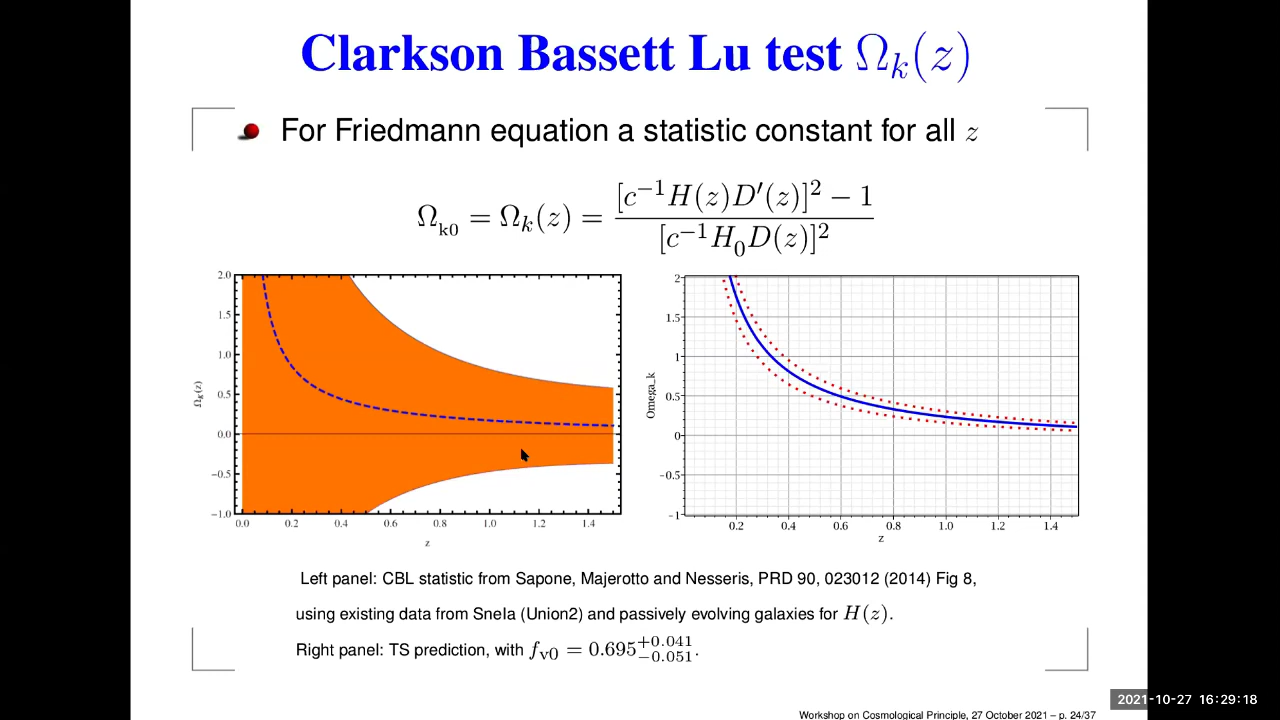 Clarkson Bassett Lu test Ωₖ(z)
For Friedmann equation a statistic constant for all z
Ω_k0 = Ωₖ(z) = [c⁻¹H(z)D′(z)]² − 1 / [c⁻¹H₀D(z)]²
2.0
1.5
1.0
0.5
0.0
−0.5
−1.0
Ω_K(z)
0.0 0.2 0.4 0.6 0.8 1.0 1.2 1.4
z
2
1.5
1
0.5
0
−0.5
−1
Omega_k
0.2 0.4 0.6 0.8 1.0 1.2 1.4
z
Left panel: CBL statistic from Sapone, Majerotto and Nesseris, PRD 90, 023012 (2014) Fig 8,
using existing data from SneIa (Union2) and passively evolving galaxies for H(z).
Right panel: TS prediction, with f_v0 = 0.695^{+0.041}_{−0.051}.
2021-10-27 16:29:18
Workshop on Cosmological Principle, 27 October 2021 – p. 24/37